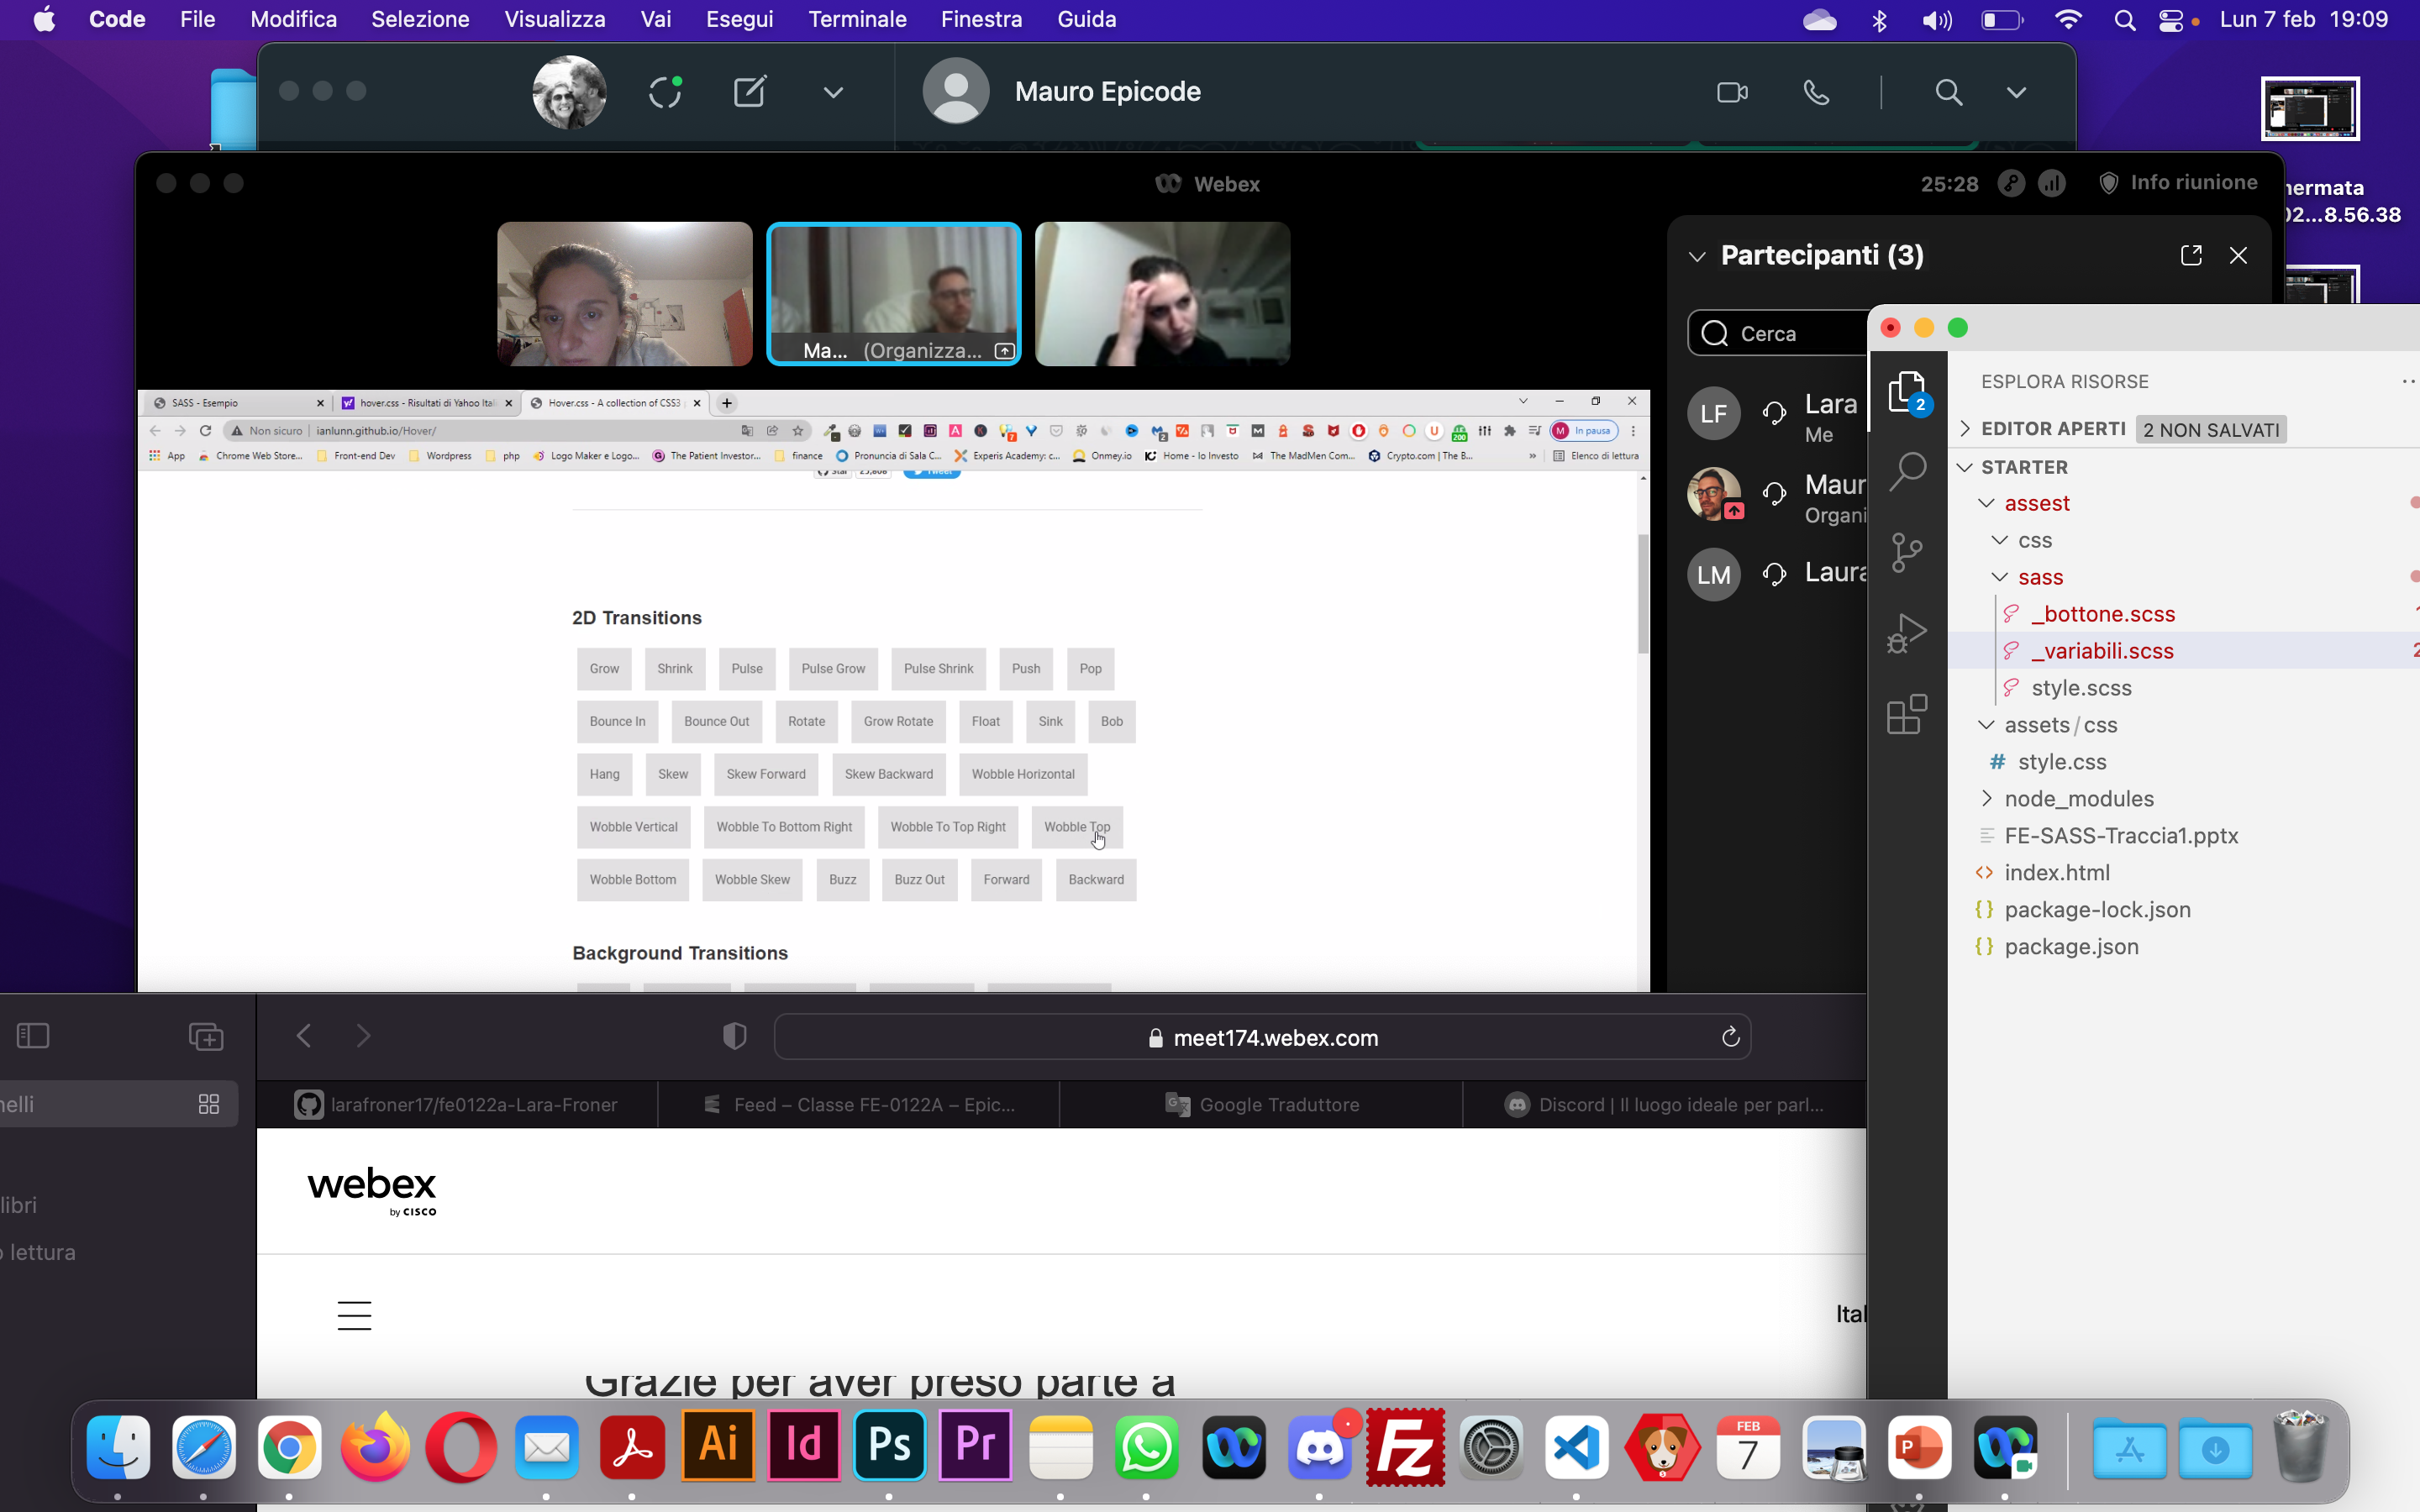 Code File Modifica Selezione Visualizza Vai Esegui Terminale Finestra Guida Lun 7 feb 19:09
Mauro Epicode
Webex 25:28 Info riunione
02...8.56.38
Ma... (Organizza...
Partecipanti (3)
Cerca
LF Lara
Me
Maur
Organi
LM Laura
SASS - Esempio hover.css - Risultati di Yahoo Ital Hover.css - A collection of CSS3
Non sicuro ianlunn.github.io/Hover/ In pausa
App Chrome Web Store... Front-end Dev Wordpress php Logo Maker e Logo... The Patient Investor... finance Pronuncia di Sala C... Experis Academy: c... Onmey.io Home - Io Investo The MadMen Com... Crypto.com | The B... » Elenco di lettura
2D Transitions
Grow Shrink Pulse Pulse Grow Pulse Shrink Push Pop
Bounce In Bounce Out Rotate Grow Rotate Float Sink Bob
Hang Skew Skew Forward Skew Backward Wobble Horizontal
Wobble Vertical Wobble To Bottom Right Wobble To Top Right Wobble Top
Wobble Bottom Wobble Skew Buzz Buzz Out Forward Backward
Background Transitions
ESPLORA RISORSE
2
EDITOR APERTI 2 NON SALVATI
STARTER
assest
css
sass
_bottone.scss
_variabili.scss
style.scss
assets/css
# style.css
node_modules
FE-SASS-Traccia1.pptx
<> index.html
{} package-lock.json
{} package.json
meet174.webex.com
nelli
larafroner17/fe0122a-Lara-Froner Feed – Classe FE-0122A – Epic... Google Traduttore Discord | Il luogo ideale per parl...
webex
by CISCO
libri
lettura
Ital
Grazie per aver preso parte a
Ai Id Ps Pr Fz FEB 7 P